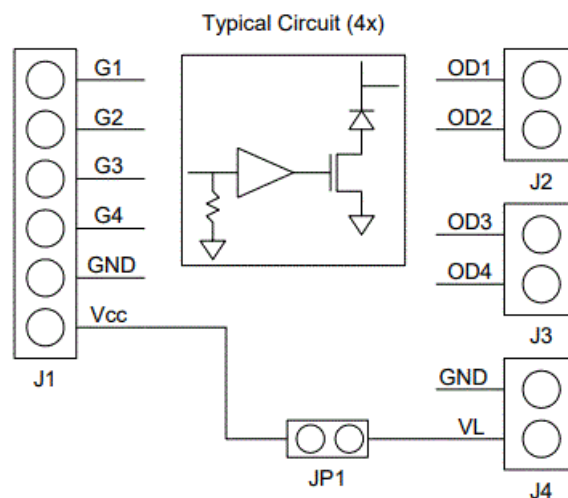 Typical Circuit (4x)
G1
G2
G3
G4
GND
Vcc
J1
OD1
OD2
J2
OD3
OD4
J3
GND
VL
J4
JP1